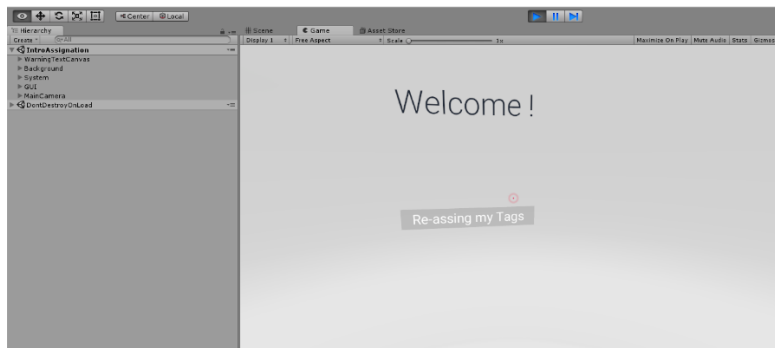 Center Local
Hierarchy
Create All
IntroAssignation
WarningTextCanvas
Background
System
GUI
MainCamera
DontDestroyOnLoad
Scene Game Asset Store
Display 1 Free Aspect Scale 1x Maximize On Play Mute Audio Stats Gizmos
Welcome !
Re-assing my Tags